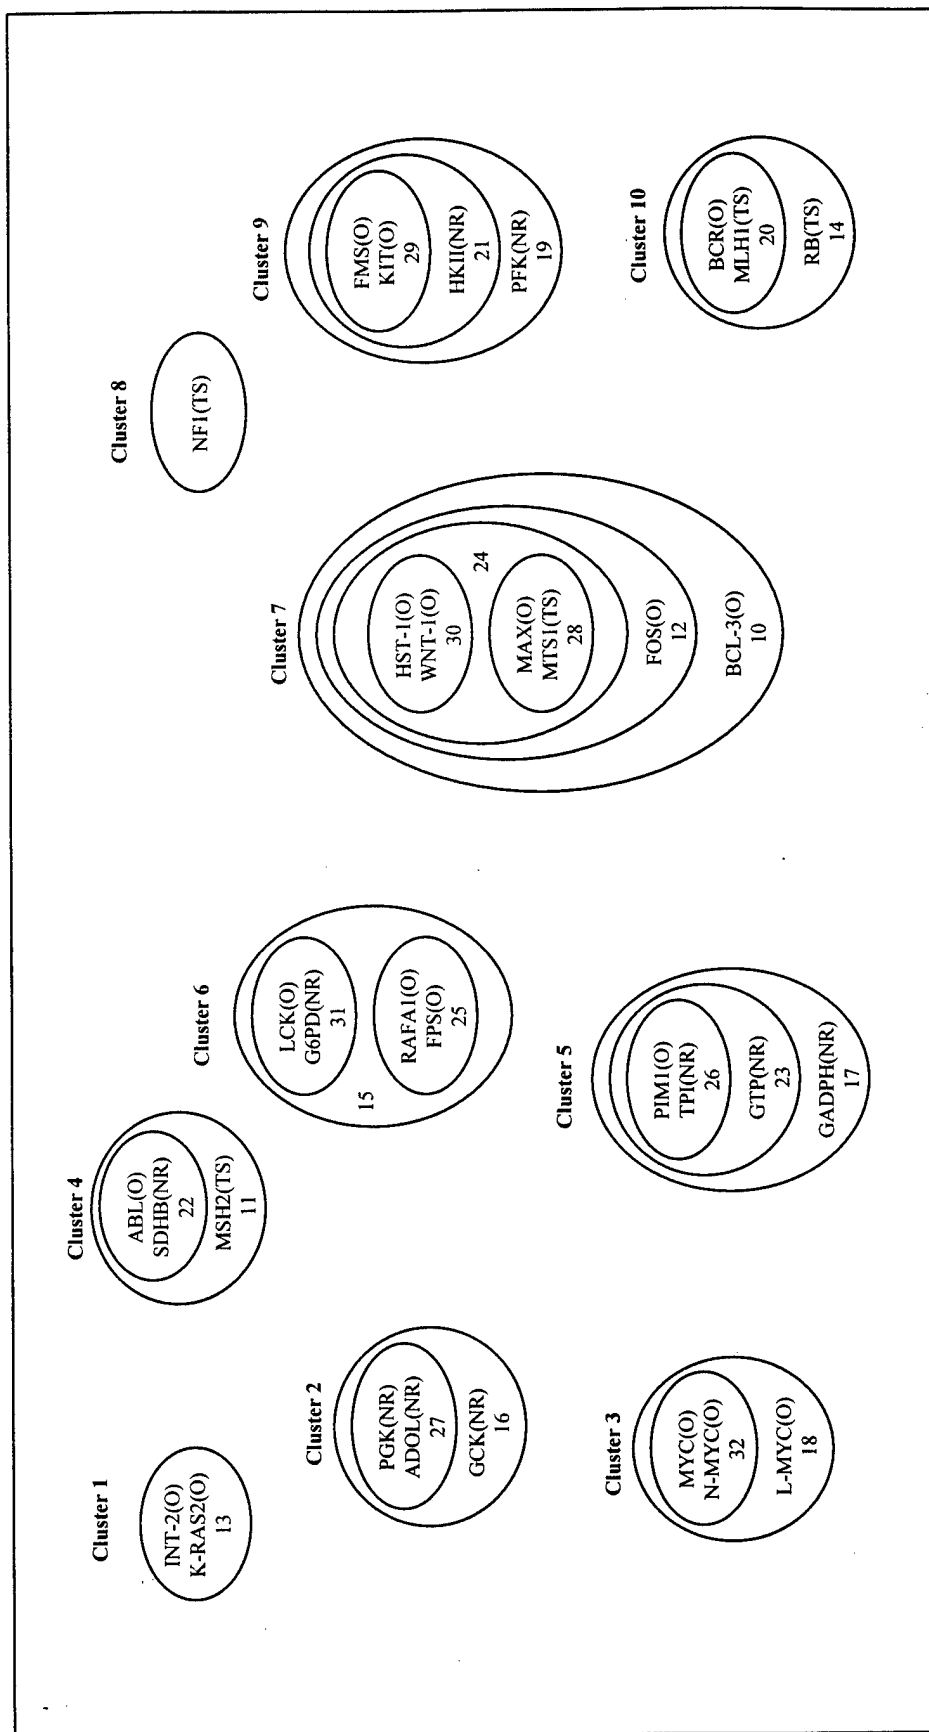 Cluster 1
INT-2(O)
K-RAS2(O)
13
Cluster 2
PGK(NR)
ADOL(NR)
27
GCK(NR)
16
Cluster 3
MYC(O)
N-MYC(O)
32
L-MYC(O)
18
Cluster 4
ABL(O)
SDHB(NR)
22
MSH2(TS)
11
Cluster 5
PIM1(O)
TPI(NR)
26
GTP(NR)
23
GADPH(NR)
17
Cluster 6
LCK(O)
G6PD(NR)
31
15
RAFA1(O)
FPS(O)
25
Cluster 7
HST-1(O)
WNT-1(O)
30
24
MAX(O)
MTS1(TS)
28
FOS(O)
12
BCL-3(O)
10
Cluster 8
NF1(TS)
Cluster 9
FMS(O)
KIT(O)
29
HKII(NR)
21
PFK(NR)
19
Cluster 10
BCR(O)
MLH1(TS)
20
RB(TS)
14